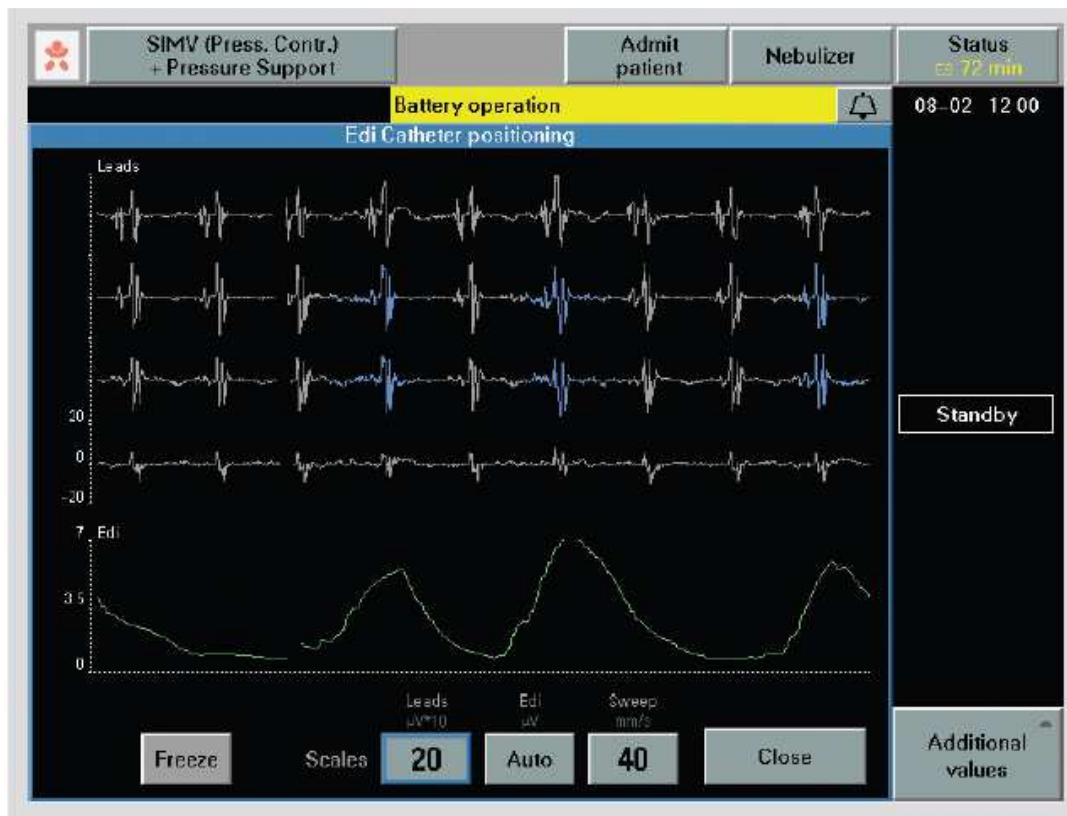 SIMV (Press. Contr.)
+ Pressure Support
Admit
patient
Nebulizer
Status
72 min
Battery operation
08-02 12 00
Edi Catheter positioning
Leads
20
0
-20
Standby
7 Edi
3.5
0
Leads
µV*10
Edi
µV
Sweep
mm/s
Freeze
Scales
20
Auto
40
Close
Additional
values